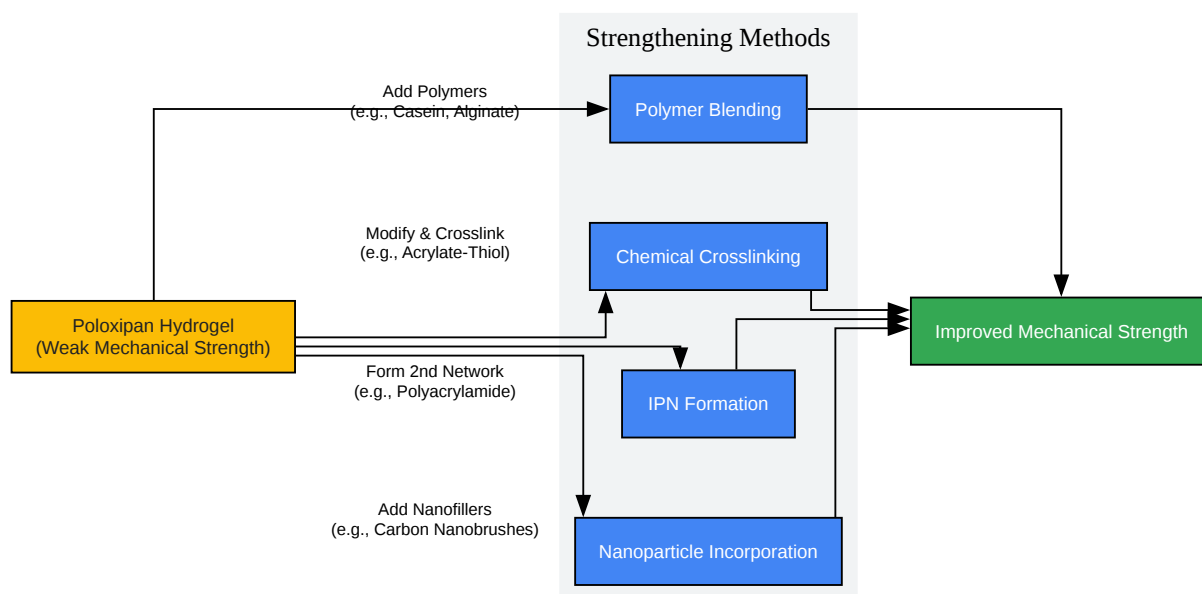 Strengthening Methods
Add Polymers
(e.g., Casein, Alginate)
Polymer Blending
Modify & Crosslink
(e.g., Acrylate-Thiol)
Chemical Crosslinking
Poloxipan Hydrogel
(Weak Mechanical Strength)
Improved Mechanical Strength
Form 2nd Network
(e.g., Polyacrylamide)
IPN Formation
Add Nanofillers
(e.g., Carbon Nanobrushes)
Nanoparticle Incorporation